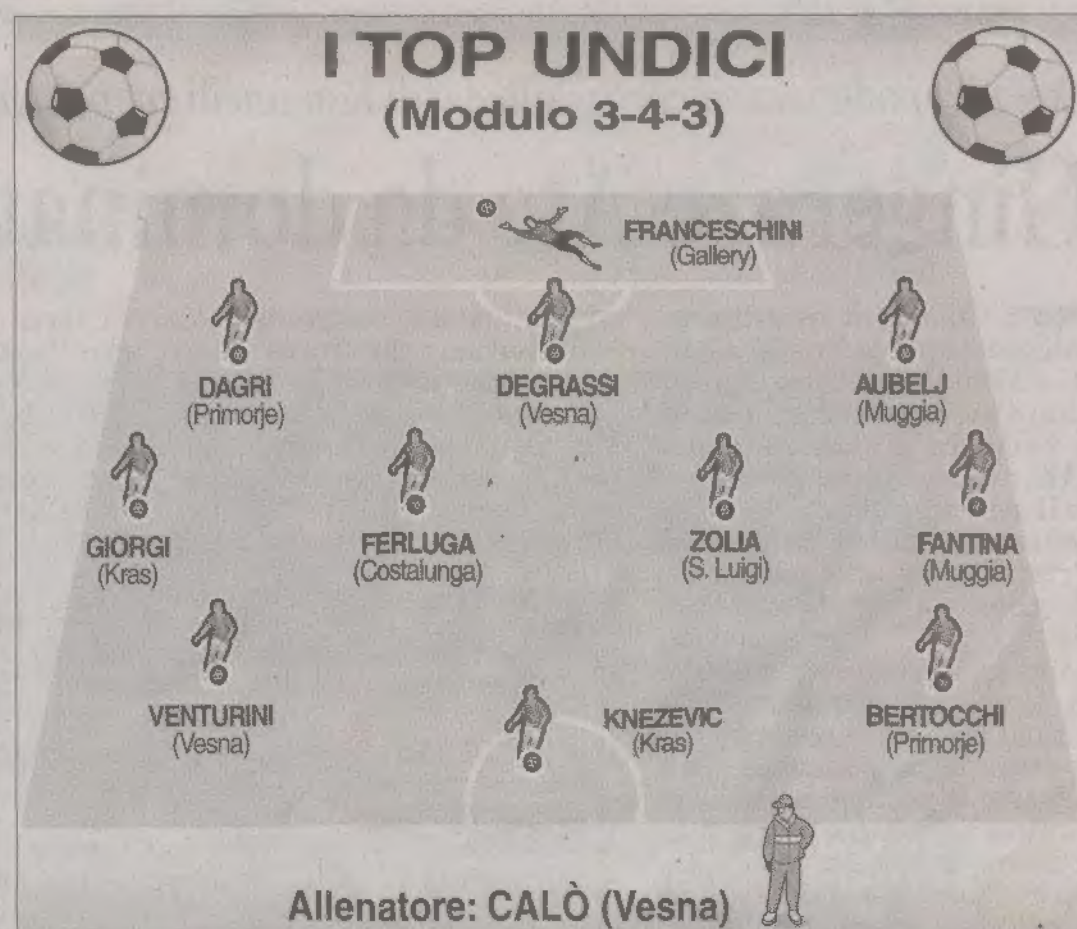 I TOP UNDICI
(Modulo 3-4-3)
FRANCESCHINI
(Gallery)
DAGRI
(Primorje)
DEGRASSI
(Vesna)
AUBELJ
(Muggia)
GIORGI
(Kras)
FERLUGA
(Costalunga)
ZOLIA
(S. Luigi)
FANTINA
(Muggia)
VENTURINI
(Vesna)
KNEZEVIC
(Kras)
BERTOCCHI
(Primorje)
Allenatore: CALÒ (Vesna)